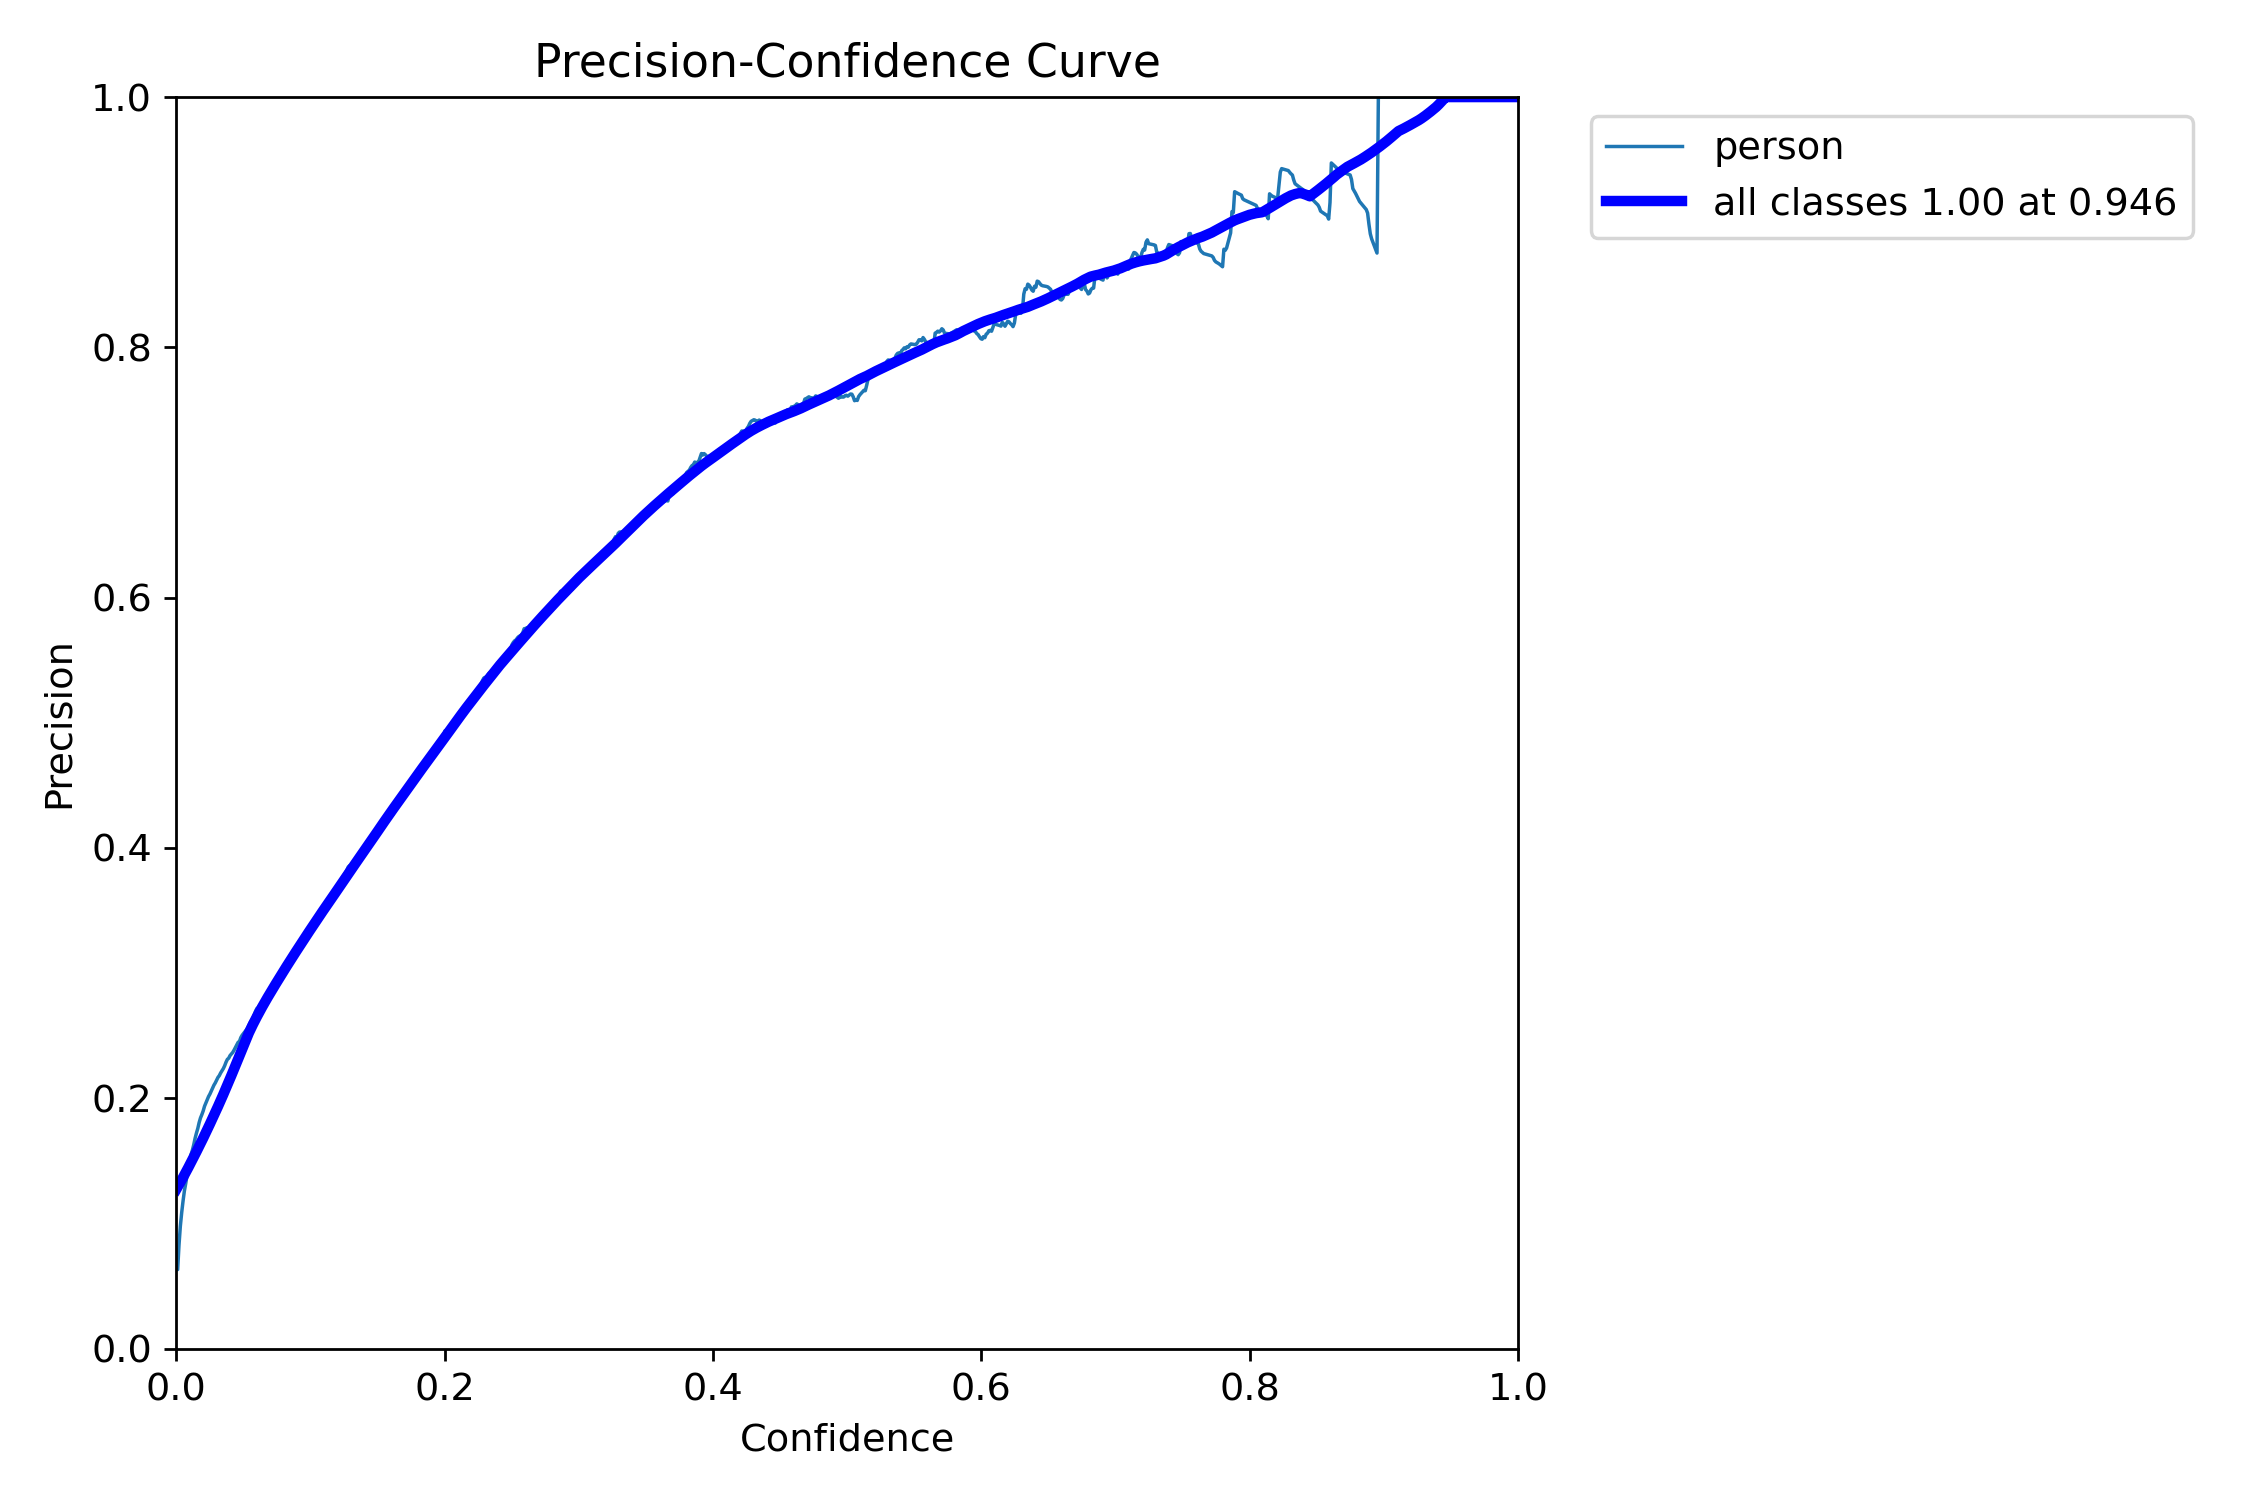 Precision-Confidence Curve
person
all classes 1.00 at 0.946
Precision
1.0
0.8
0.6
0.4
0.2
0.0
0.0 0.2 0.4 0.6 0.8 1.0
Confidence